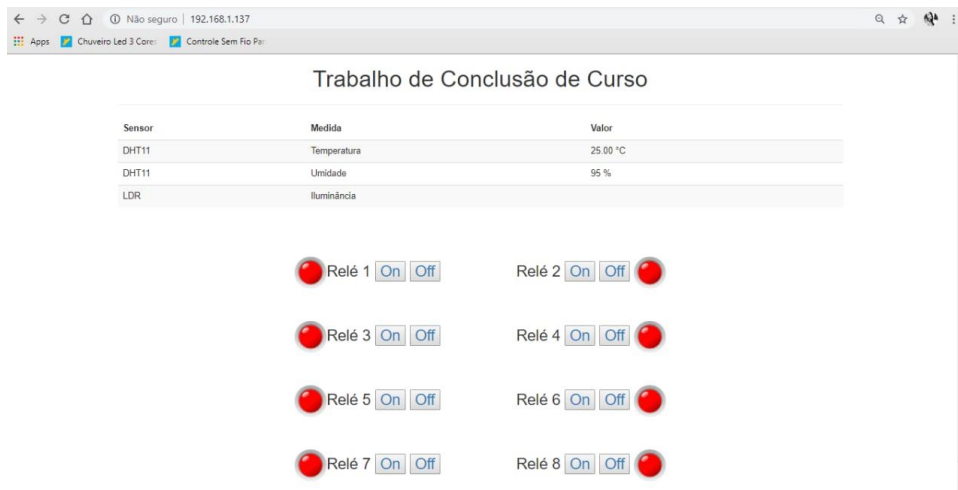 Não seguro | 192.168.1.137
Apps Chuveiro Led 3 Cores Controle Sem Fio Par
Trabalho de Conclusão de Curso
Sensor Medida Valor
DHT11 Temperatura 25.00 °C
DHT11 Umidade 95 %
LDR Iluminância
Relé 1 On Off Relé 2 On Off
Relé 3 On Off Relé 4 On Off
Relé 5 On Off Relé 6 On Off
Relé 7 On Off Relé 8 On Off